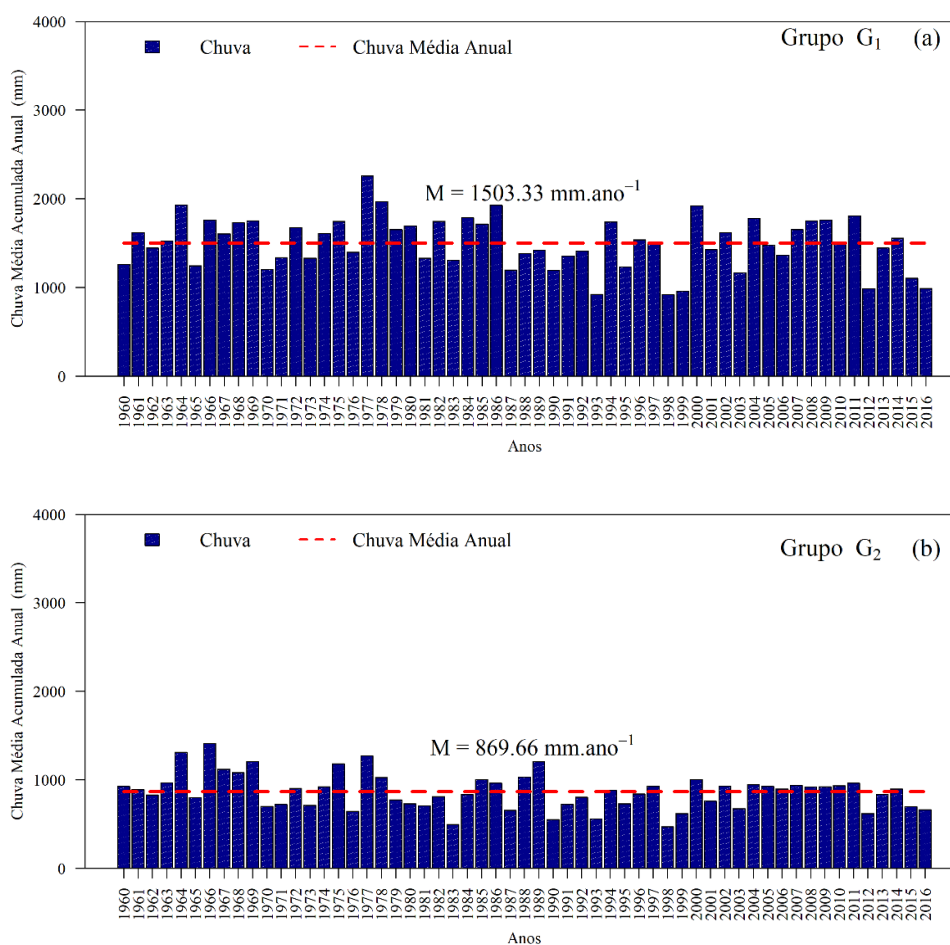 Chuva Média Acumulada Anual (mm)
4000
3000
2000
1000
0
Chuva
Chuva Média Anual
Grupo G₁ (a)
M = 1503.33 mm.ano⁻¹
1960 1961 1962 1963 1964 1965 1966 1967 1968 1969 1970 1971 1972 1973 1974 1975 1976 1977 1978 1979 1980 1981 1982 1983 1984 1985 1986 1987 1988 1989 1990 1991 1992 1993 1994 1995 1996 1997 1998 1999 2000 2001 2002 2003 2004 2005 2006 2007 2008 2009 2010 2011 2012 2013 2014 2015 2016
Anos
Chuva Média Acumulada Anual (mm)
4000
3000
2000
1000
0
Chuva
Chuva Média Anual
Grupo G₂ (b)
M = 869.66 mm.ano⁻¹
1960 1961 1962 1963 1964 1965 1966 1967 1968 1969 1970 1971 1972 1973 1974 1975 1976 1977 1978 1979 1980 1981 1982 1983 1984 1985 1986 1987 1988 1989 1990 1991 1992 1993 1994 1995 1996 1997 1998 1999 2000 2001 2002 2003 2004 2005 2006 2007 2008 2009 2010 2011 2012 2013 2014 2015 2016
Anos